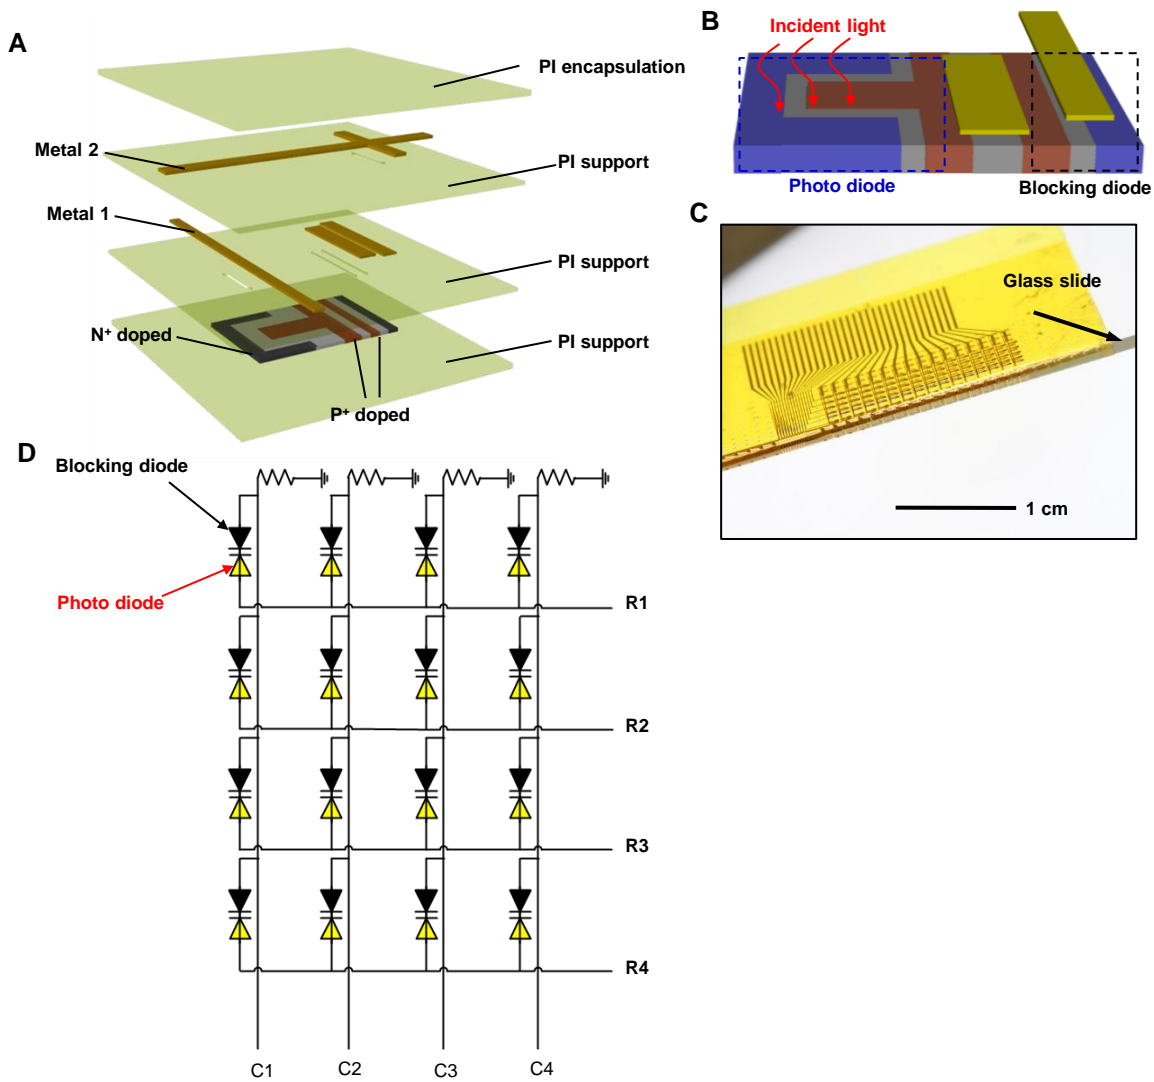 A
PI encapsulation
Metal 2
PI support
Metal 1
PI support
N+ doped
PI support
P+ doped
B
Incident light
Photo diode
Blocking diode
C
Glass slide
1 cm
D
Blocking diode
Photo diode
R1
R2
R3
R4
C1
C2
C3
C4